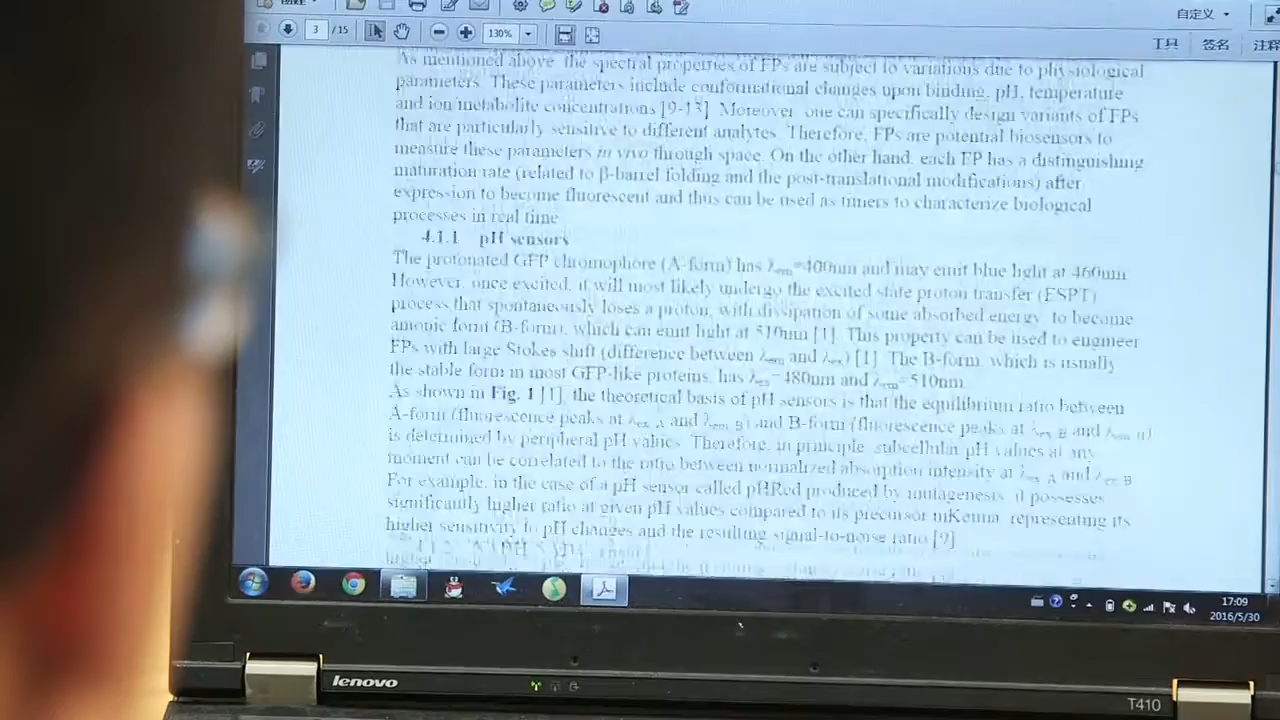 自定义
3 / 15
130%
工具 签名 注释
As mentioned above, the spectral properties of FPs are subject to variations due to physiological
parameters. These parameters include conformational changes upon binding, pH, temperature
and ion metabolite concentrations [9-13]. Moreover, one can specifically design variants of FPs
that are particularly sensitive to different analytes. Therefore, FPs are potential biosensors to
measure these parameters in vivo through space. On the other hand, each FP has a distinguishing
maturation rate (related to β-barrel folding and the post-translational modifications) after
expression to become fluorescent and thus can be used as timers to characterize biological
processes in real time.
4.1.1 pH sensors
The protonated GFP chromophore (A-form) has =400nm and may emit blue light at 460nm.
However, once excited, it will most likely undergo the excited state proton transfer (ESPT)
process that spontaneously loses a proton, with dissipation of some absorbed energy, to become
anionic form (B-form), which can emit light at 510nm [1]. This property can be used to engineer
FPs with large Stokes shift (difference between λem and λex) [1]. The B-form, which is usually
the stable form in most GFP-like proteins, has λex=480nm and λem=510nm.
As shown in Fig. 1 [1], the theoretical basis of pH sensors is that the equilibrium ratio between
A-form (fluorescence peaks at λex A and λem B) and B-form (fluorescence peaks at λex B and λem B)
is determined by peripheral pH values. Therefore, in principle, subcellular pH values at any
moment can be correlated to the ratio between normalized absorption intensity at λex A and λex B.
For example, in the case of a pH sensor called pHRed produced by mutagenesis, it possesses
significantly higher ratio at given pH values compared to its precursor mKeima, representing its
higher sensitivity to pH changes and the resulting signal-to-noise ratio [9]
17:09
2016/5/30
lenovo
T410